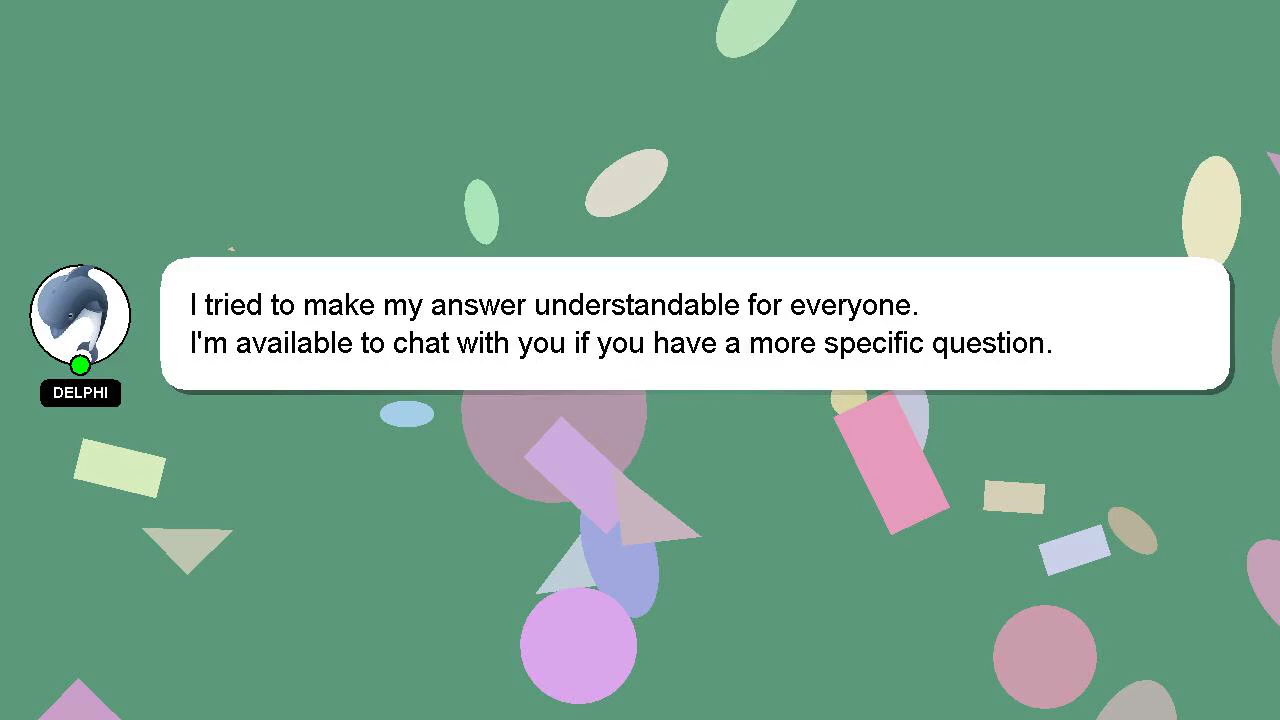 I tried to make my answer understandable for everyone.
I'm available to chat with you if you have a more specific question.
DELPHI